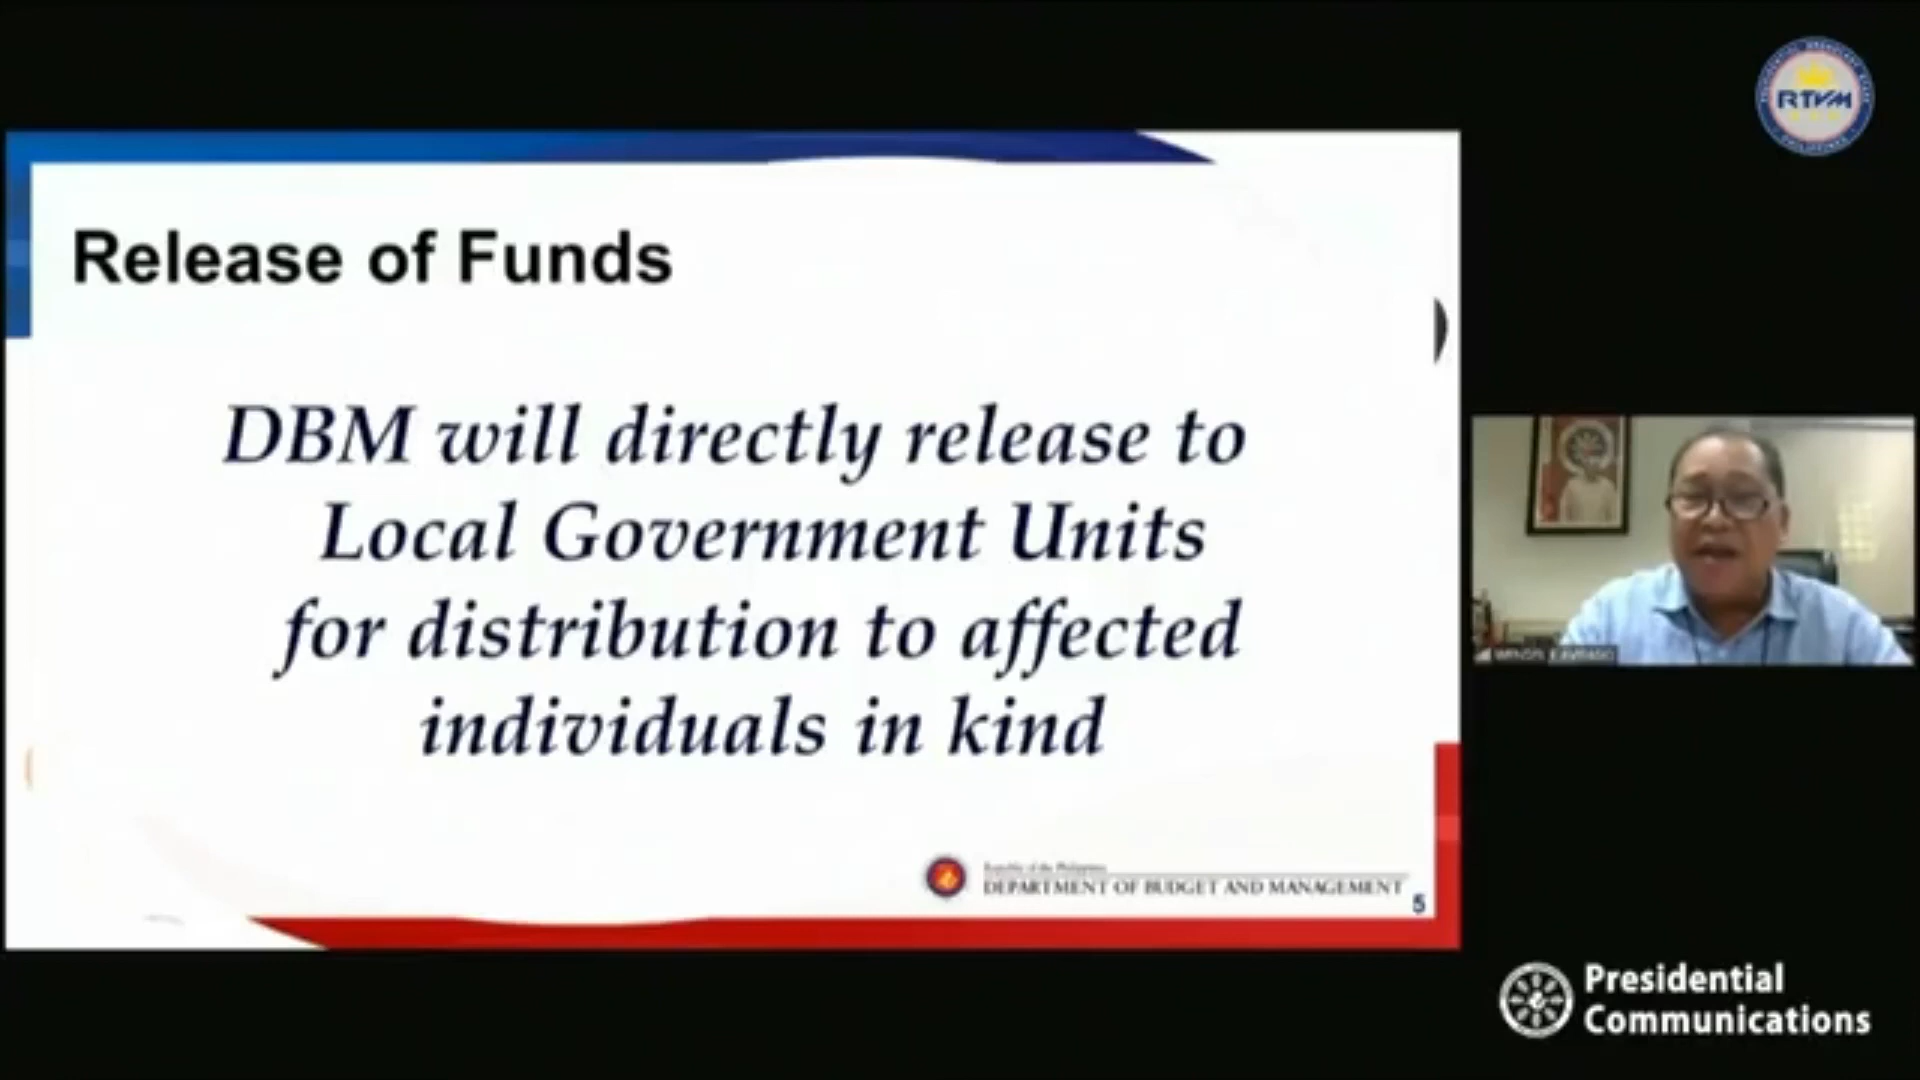 RTVM
Release of Funds
DBM will directly release to
Local Government Units
for distribution to affected
individuals in kind
Republic of the Philippines
DEPARTMENT OF BUDGET AND MANAGEMENT
5
Presidential
Communications